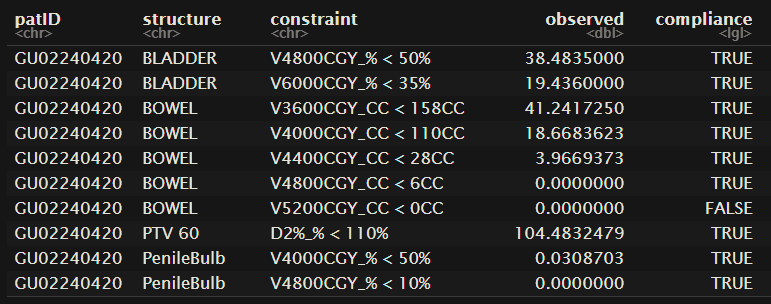 patID structure constraint observed compliance
<chr> <chr> <chr> <dbl> <lgl>
GU02240420 BLADDER V4800CGY_% < 50% 38.4835000 TRUE
GU02240420 BLADDER V6000CGY_% < 35% 19.4360000 TRUE
GU02240420 BOWEL V3600CGY_CC < 158CC 41.2417250 TRUE
GU02240420 BOWEL V4000CGY_CC < 110CC 18.6683623 TRUE
GU02240420 BOWEL V4400CGY_CC < 28CC 3.9669373 TRUE
GU02240420 BOWEL V4800CGY_CC < 6CC 0.0000000 TRUE
GU02240420 BOWEL V5200CGY_CC < 0CC 0.0000000 FALSE
GU02240420 PTV 60 D2%_% < 110% 104.4832479 TRUE
GU02240420 PenileBulb V4000CGY_% < 50% 0.0308703 TRUE
GU02240420 PenileBulb V4800CGY_% < 10% 0.0000000 TRUE